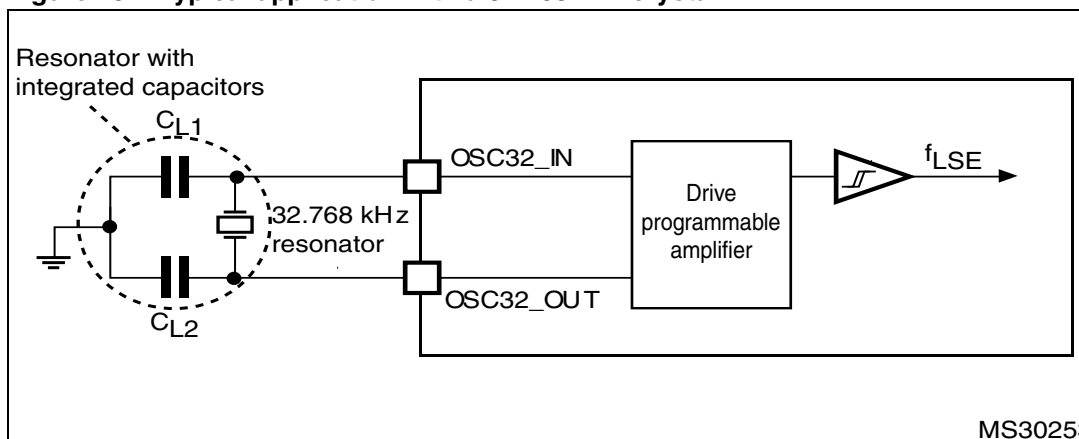 Resonator with
integrated capacitors
CL1
OSC32_IN
fLSE
Drive
programmable
amplifier
32.768 kHz
resonator
OSC32_OUT
CL2